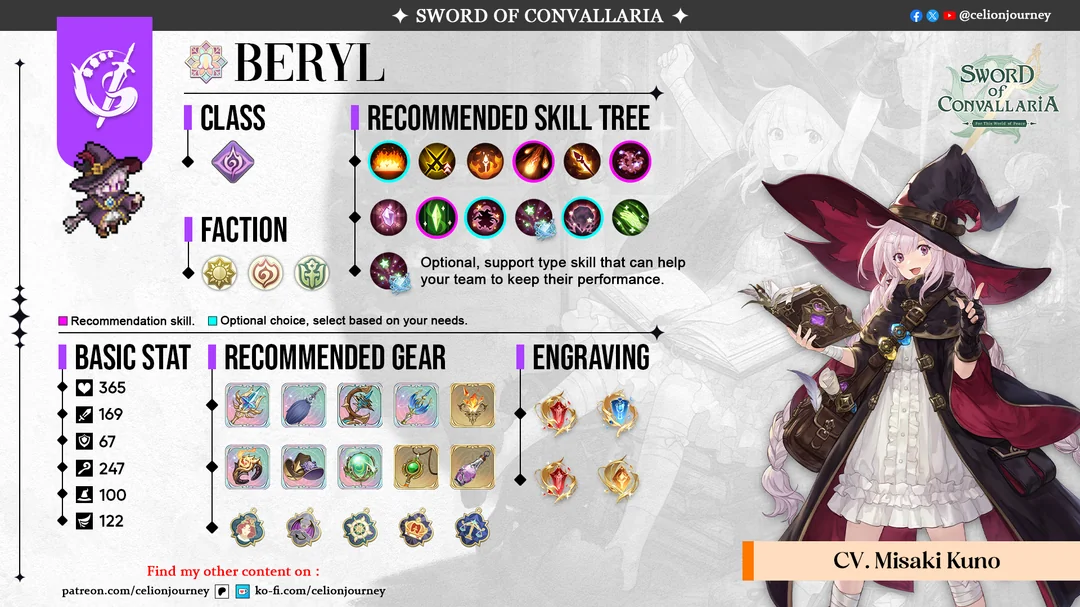 ✦ SWORD OF CONVALLARIA ✦
@celionjourney
BERYL
SWORD
of
CONVALLARIA
For This World of Peace
CLASS
RECOMMENDED SKILL TREE
FACTION
Optional, support type skill that can help
your team to keep their performance.
Recommendation skill.
Optional choice, select based on your needs.
BASIC STAT
RECOMMENDED GEAR
ENGRAVING
365
169
67
247
100
122
CV. Misaki Kuno
Find my other content on :
patreon.com/celionjourney
ko-fi.com/celionjourney